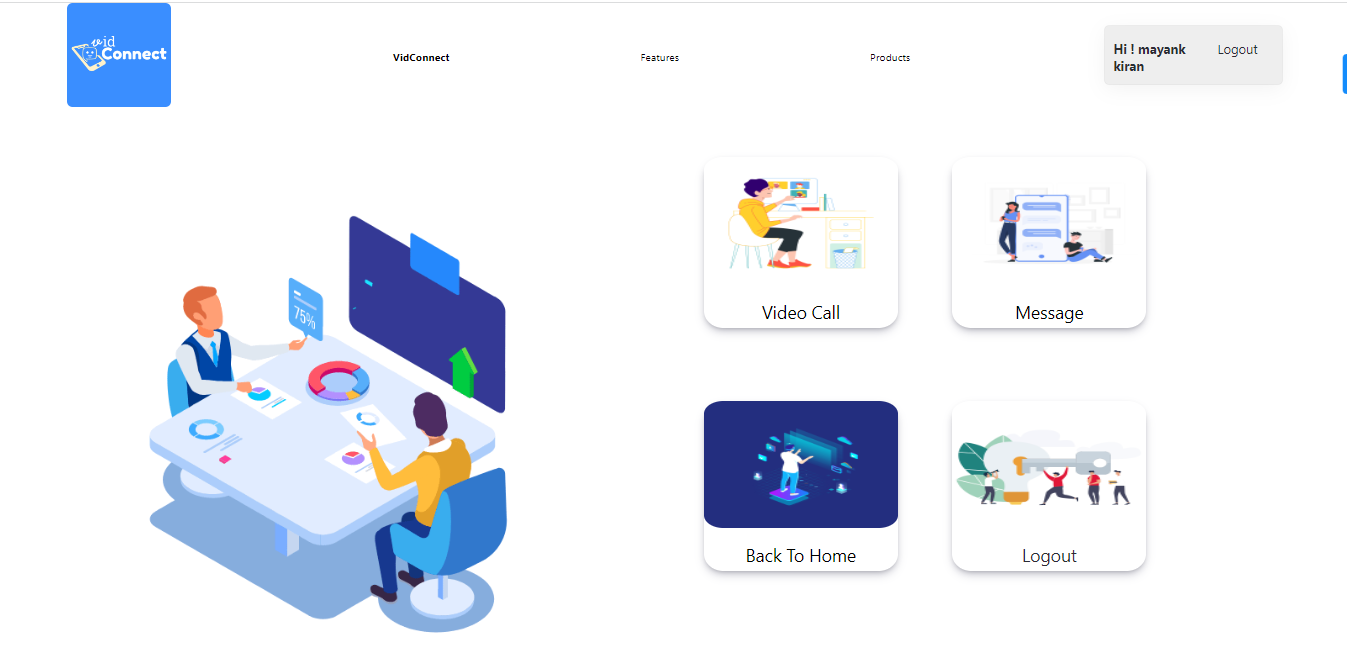 vid
Connect
VidConnect
Features
Products
Hi ! mayank
kiran
Logout
75%
Video Call
Message
Back To Home
Logout